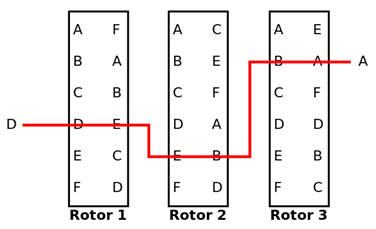 A F A C A E
B A B E B A A
C B C F C F
D D E D A D D
E C E B E B
F D F D F C
Rotor 1 Rotor 2 Rotor 3